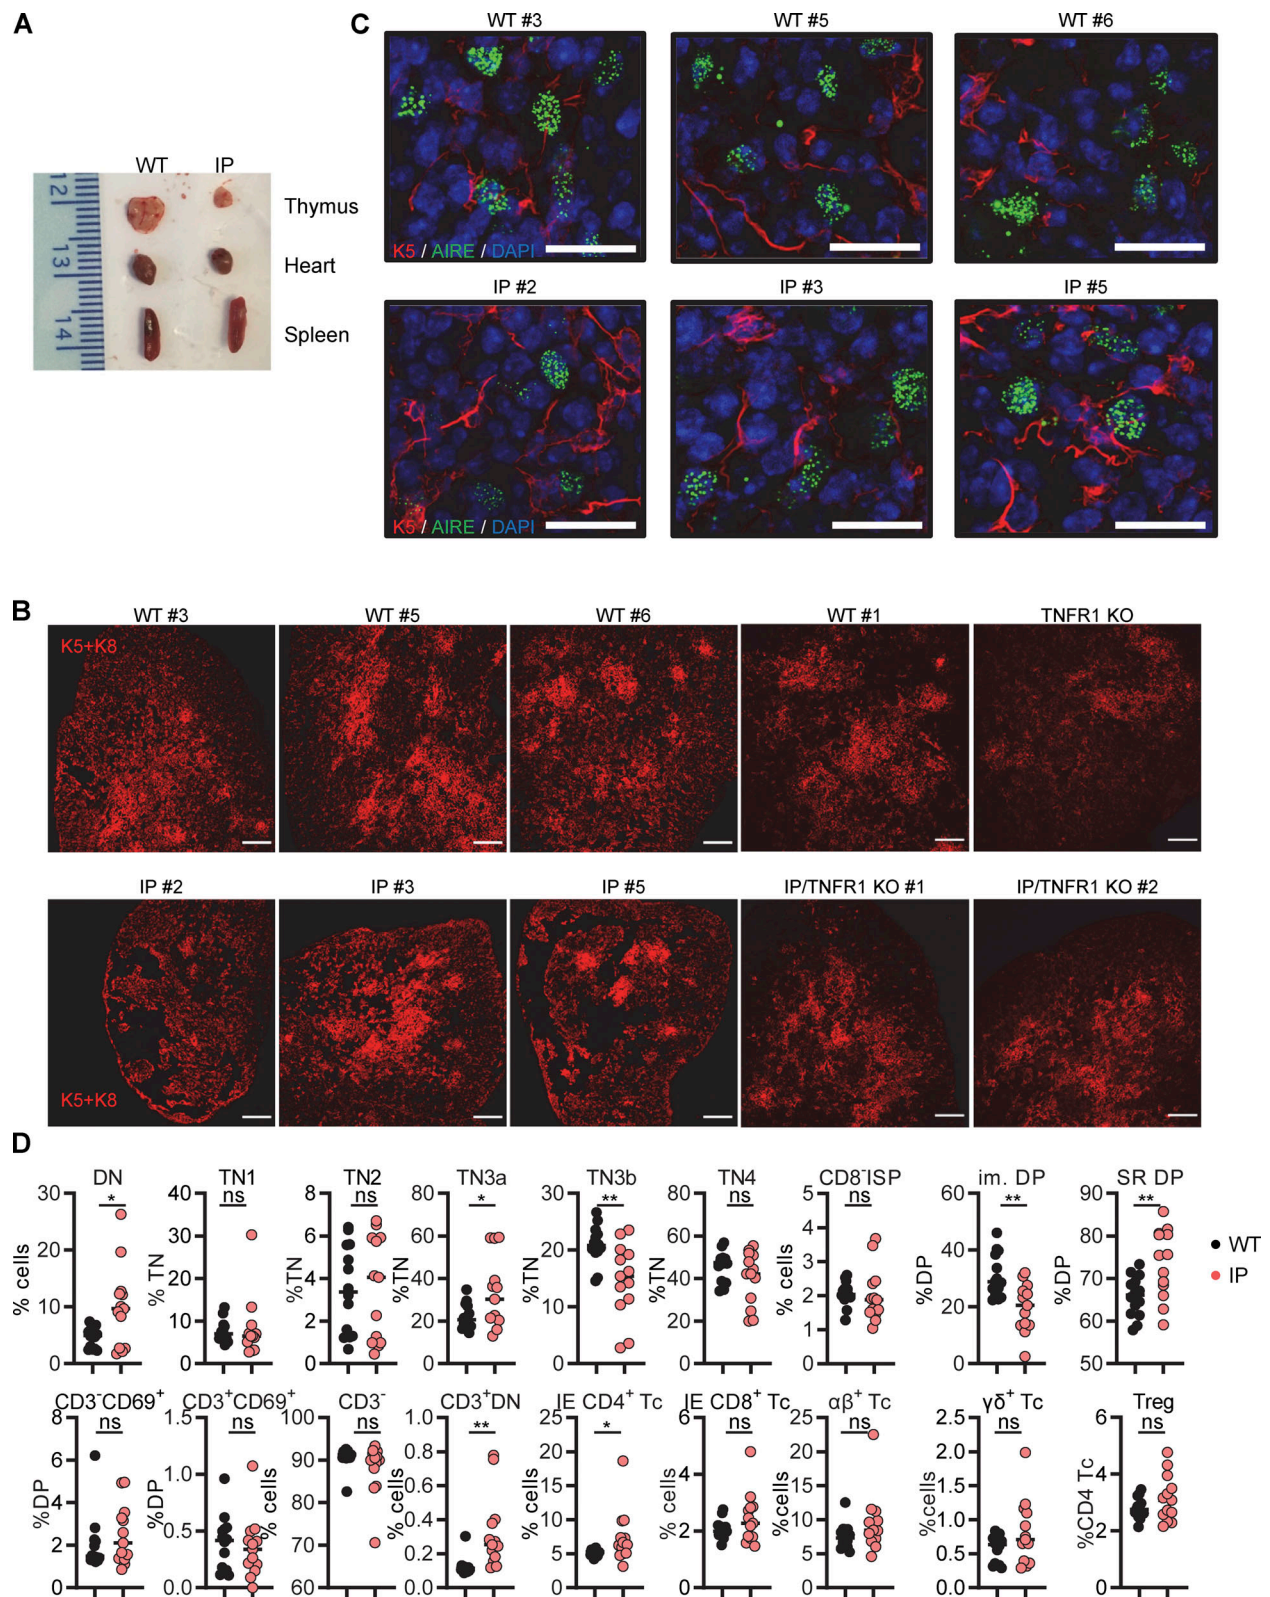 A
WT IP
12
13
14
Thymus
Heart
Spleen
C
WT #3 WT #5 WT #6
K5 / AIRE / DAPI
IP #2 IP #3 IP #5
K5 / AIRE / DAPI
B
WT #3 WT #5 WT #6 WT #1 TNFR1 KO
K5+K8
IP #2 IP #3 IP #5 IP/TNFR1 KO #1 IP/TNFR1 KO #2
K5+K8
D
DN TN1 TN2 TN3a TN3b TN4 CD8⁻ISP im. DP SR DP
* ns ns * ** ns ns ** **
% cells % TN %TN %TN %TN %TN % cells %DP %DP
30 20 10 0
40 30 20 10 0
8 6 4 2 0
80 60 40 20 0
30 20 10 0
80 60 40 20 0
5 4 3 2 1 0
60 40 20 0
90 80 70 60 50
WT
IP
CD3⁻CD69⁺ CD3⁺CD69⁺ CD3⁻ CD3⁺DN IE CD4⁺ Tc IE CD8⁺ Tc αβ⁺ Tc γδ⁺ Tc Treg
ns ns ns ** * ns ns ns ns
%DP %DP % cells % cells % cells % cells %cells %cells %CD4 Tc
8 6 4 2 0
1.5 1.0 0.5 0.0
100 90 80 70 60
1.0 0.8 0.6 0.4 0.2 0.0
25 20 15 10 5 0
6 4 2 0
25 20 15 10 5 0
2.5 2.0 1.5 1.0 0.5 0.0
6 4 2 0